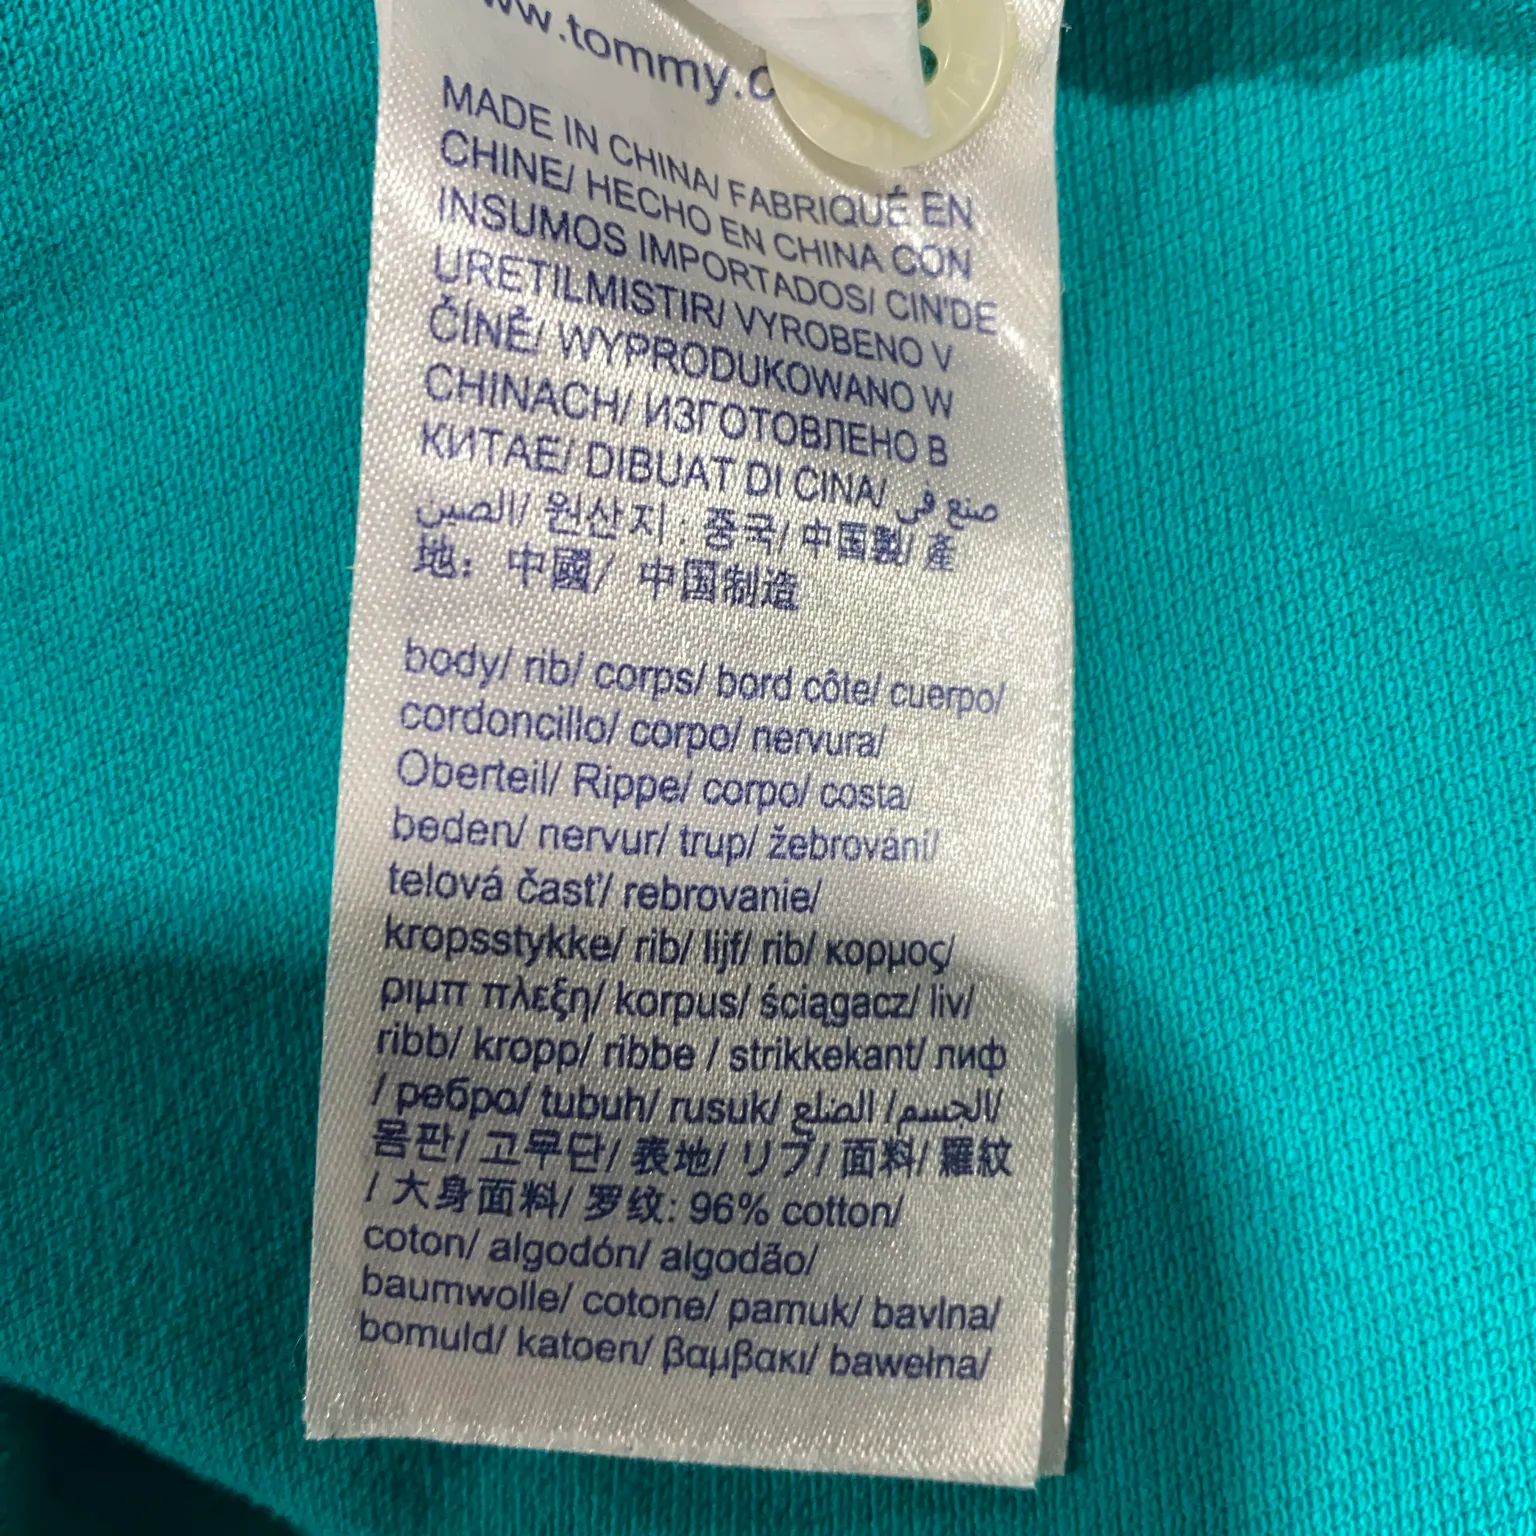 www.tommy.c
MADE IN CHINA/ FABRIQUÉ EN
CHINE/ HECHO EN CHINA CON
INSUMOS IMPORTADOS/ CIN'DE
URETILMISTIR/ VYROBENO V
ČÍNĚ/ WYPRODUKOWANO W
CHINACH/ ИЗГОТОВЛЕНО В
КИТАЕ/ DIBUAT DI CINA/ صنع في
الصين/ 원산지 : 중국/ 中国製/ 產
地： 中國/ 中国制造
body/ rib/ corps/ bord côte/ cuerpo/
cordoncillo/ corpo/ nervura/
Oberteil/ Rippe/ corpo/ costa/
beden/ nervur/ trup/ žebrování/
telová časť/ rebrovanie/
kropsstykke/ rib/ lijf/ rib/ κορμος/
ριμπ πλεξη/ korpus/ ściągacz/ liv/
ribb/ kropp/ ribbe / strikkekant/ лиф
/ ребро/ tubuh/ rusuk/ الجسم/ الضلع/
몸판/ 고무단/ 表地/ リブ/ 面料/ 羅紋
/ 大身面料/ 罗纹: 96% cotton/
coton/ algodón/ algodão/
baumwolle/ cotone/ pamuk/ bavlna/
bomuld/ katoen/ βαμβακι/ bawełna/